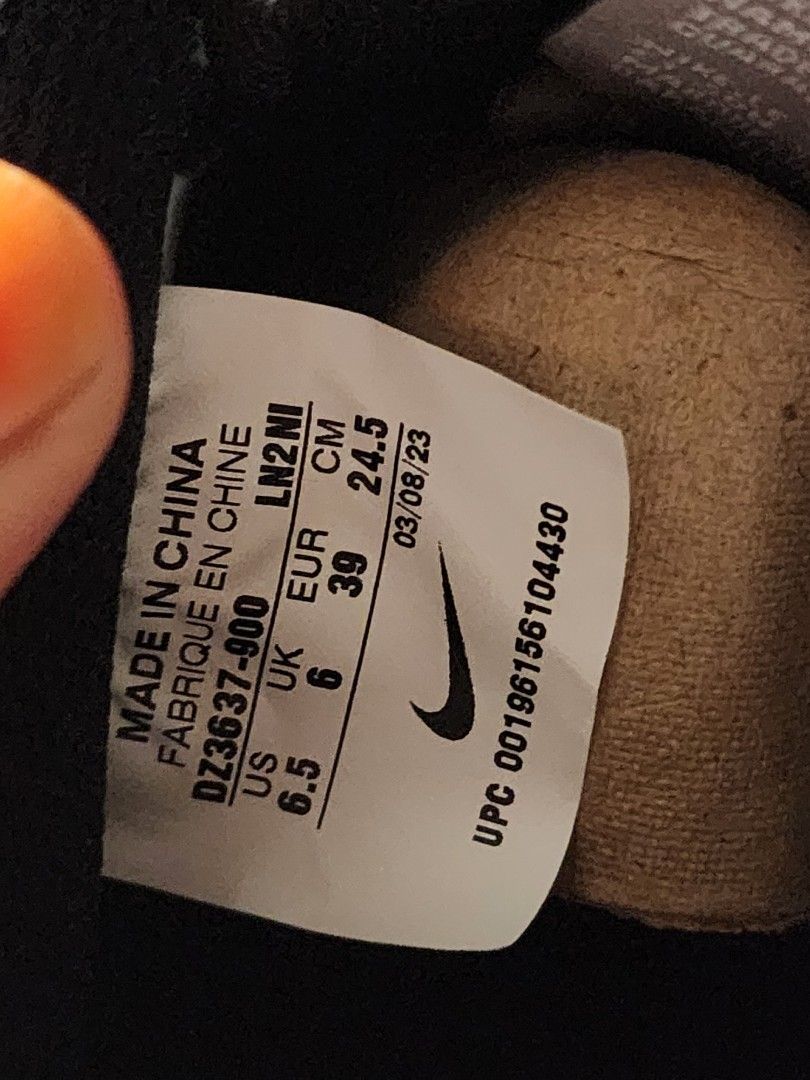 MADE IN CHINA
FABRIQUE EN CHINE
DZ3637-900 LN2NI
US UK EUR CM
6.5 6 39 24.5
03/08/23
UPC 00196156104430